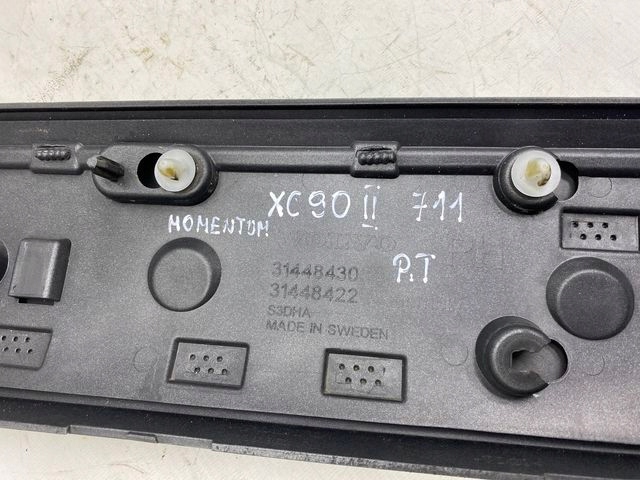 XC90 II 711
MOMENTUM
P.T
31448430
31448422
S3DHA
MADE IN SWEDEN